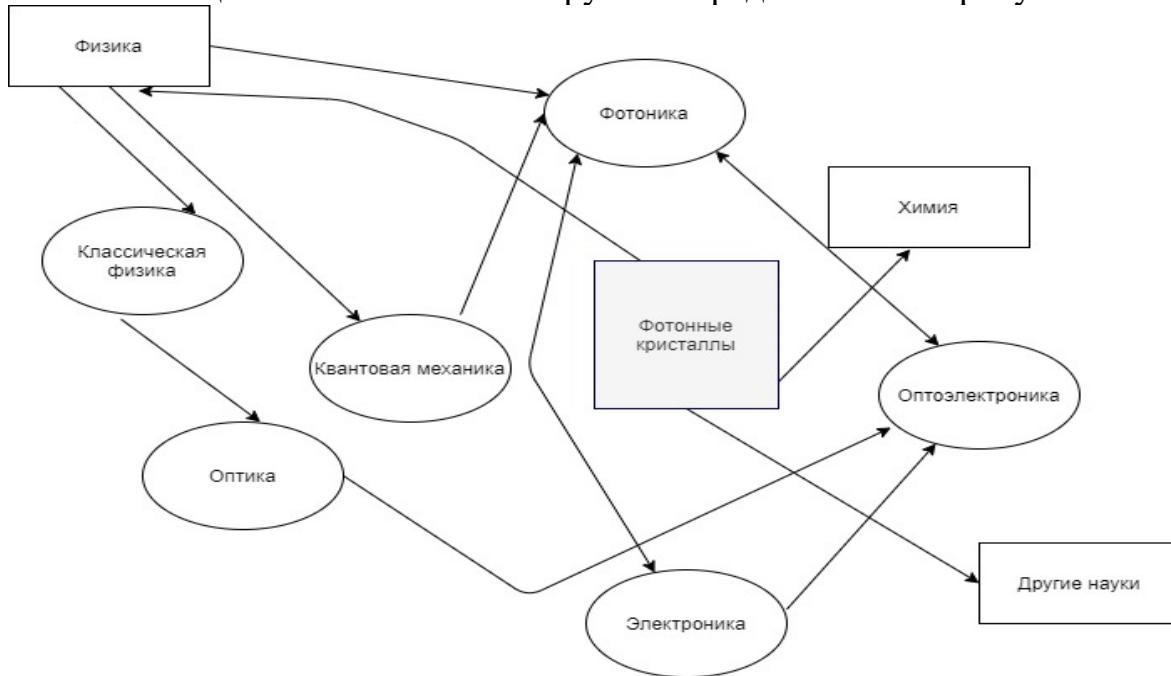 Физика
Фотоника
Химия
Классическая
физика
Фотонные
кристаллы
Квантовая механика
Оптоэлектроника
Оптика
Другие науки
Электроника